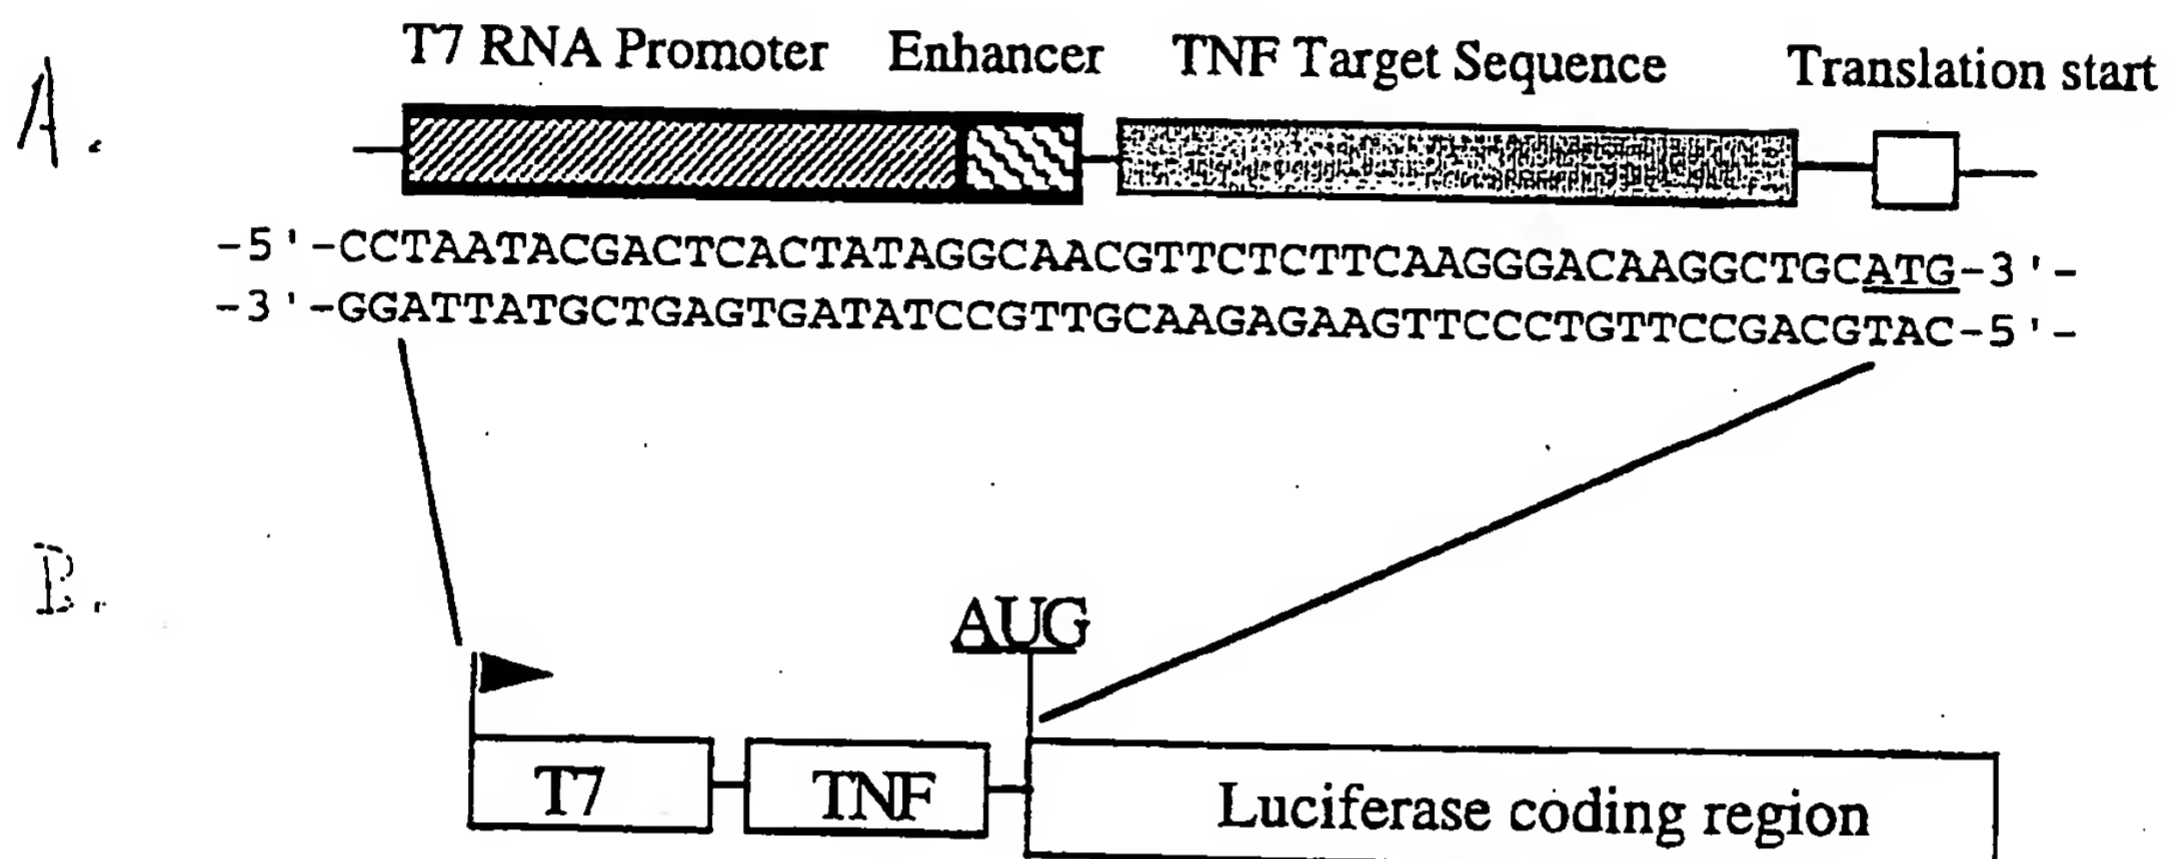 A.
T7 RNA Promoter Enhancer TNF Target Sequence Translation start
-5'-CCTAATACGACTCACTATAGGCAACGTTCTCTTCAAGGGACAAGGCTGCATG-3'-
-3'-GGATTATGCTGAGTGATATCCGTTGCAAGAGAAGTTCCCTGTTCCGACGTAC-5'-
B.
AUG
T7 TNF Luciferase coding region